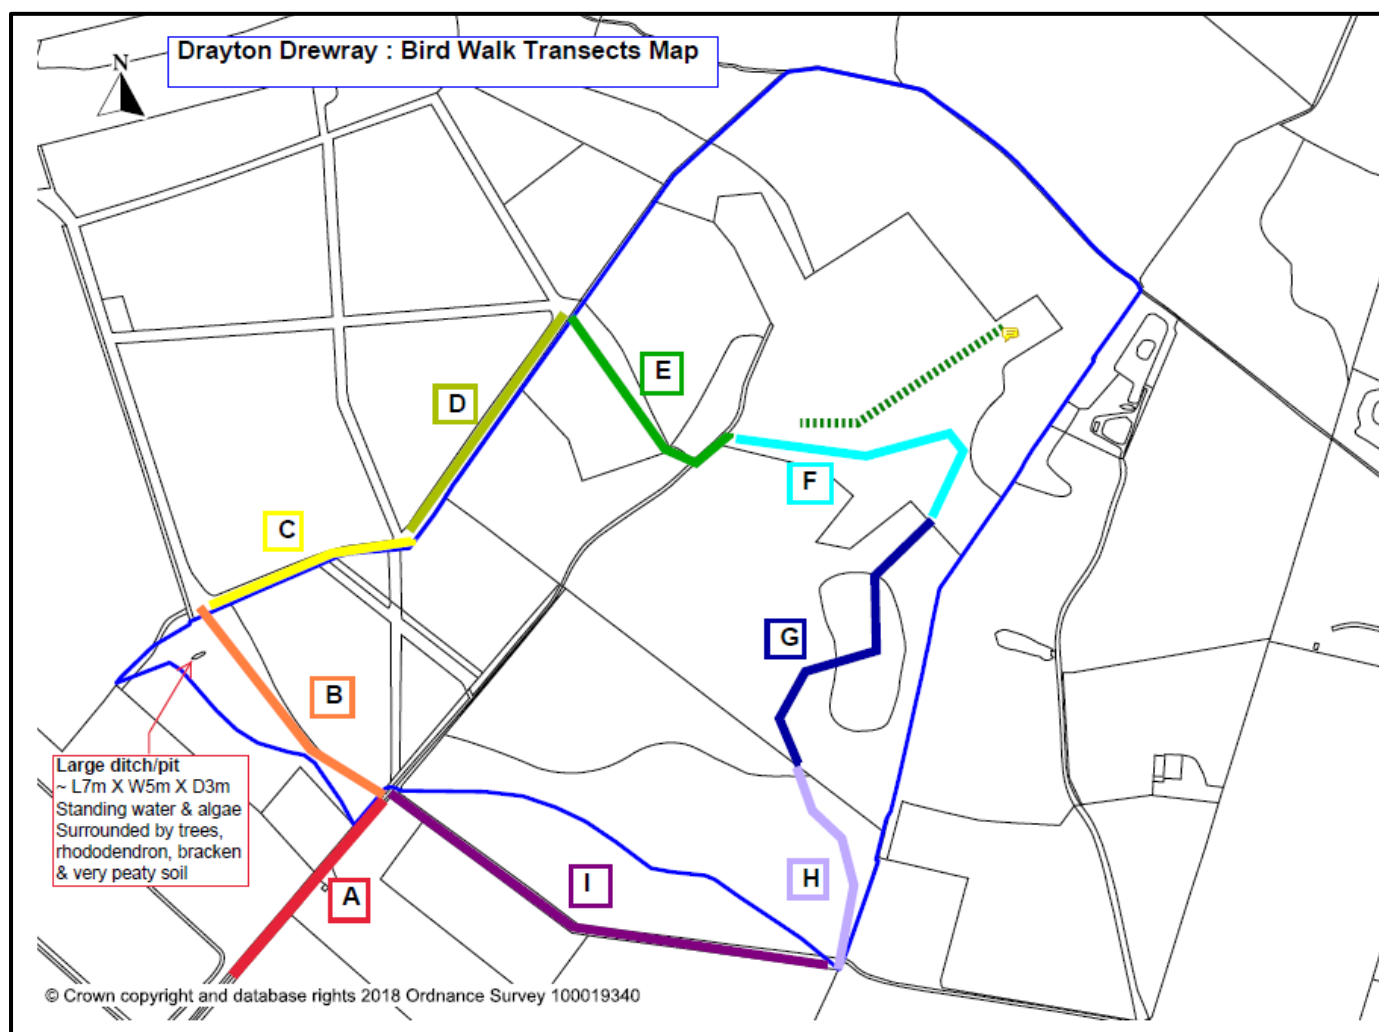 Drayton Drewray : Bird Walk Transects Map
N
E
D
F
C
G
B
Large ditch/pit
~ L7m X W5m X D3m
Standing water & algae
Surrounded by trees,
rhododendron, bracken
& very peaty soil
A
I
H
© Crown copyright and database rights 2018 Ordnance Survey 100019340